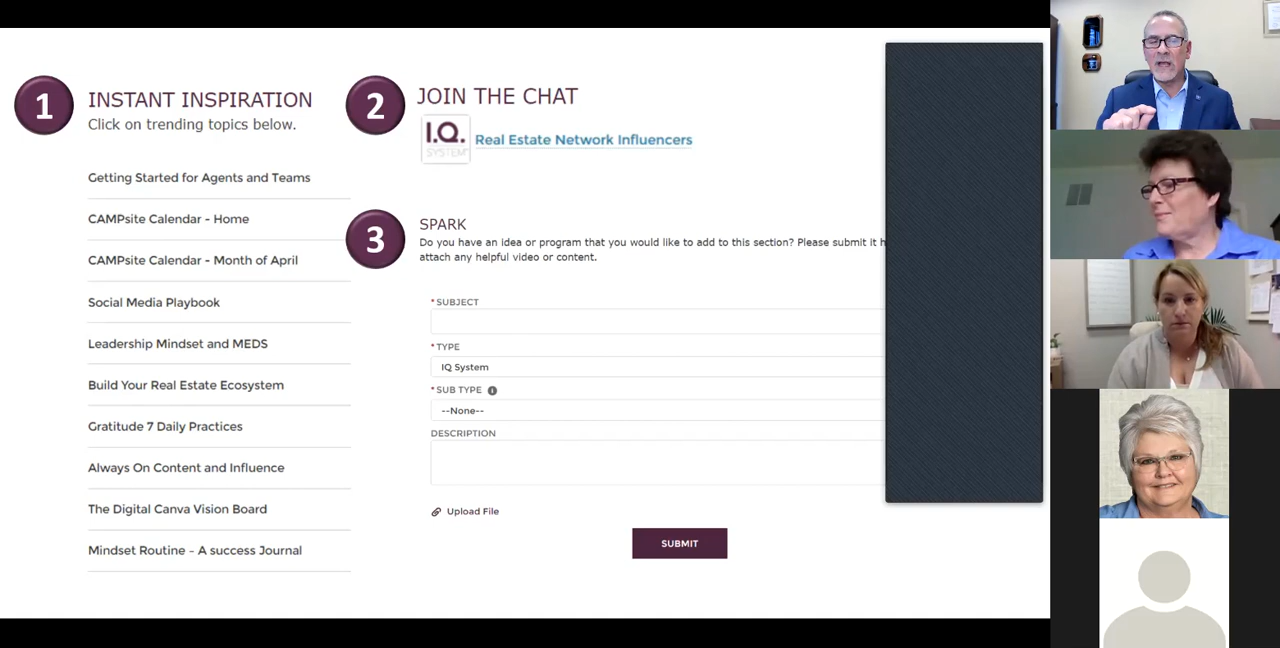 1
INSTANT INSPIRATION
Click on trending topics below.
Getting Started for Agents and Teams
CAMPsite Calendar - Home
CAMPsite Calendar - Month of April
Social Media Playbook
Leadership Mindset and MEDS
Build Your Real Estate Ecosystem
Gratitude 7 Daily Practices
Always On Content and Influence
The Digital Canva Vision Board
Mindset Routine - A success Journal
2
JOIN THE CHAT
I.Q.
SYSTEM
Real Estate Network Influencers
3
SPARK
Do you have an idea or program that you would like to add to this section? Please submit it
attach any helpful video or content.
* SUBJECT
* TYPE
IQ System
* SUB TYPE
--None--
DESCRIPTION
Upload File
SUBMIT